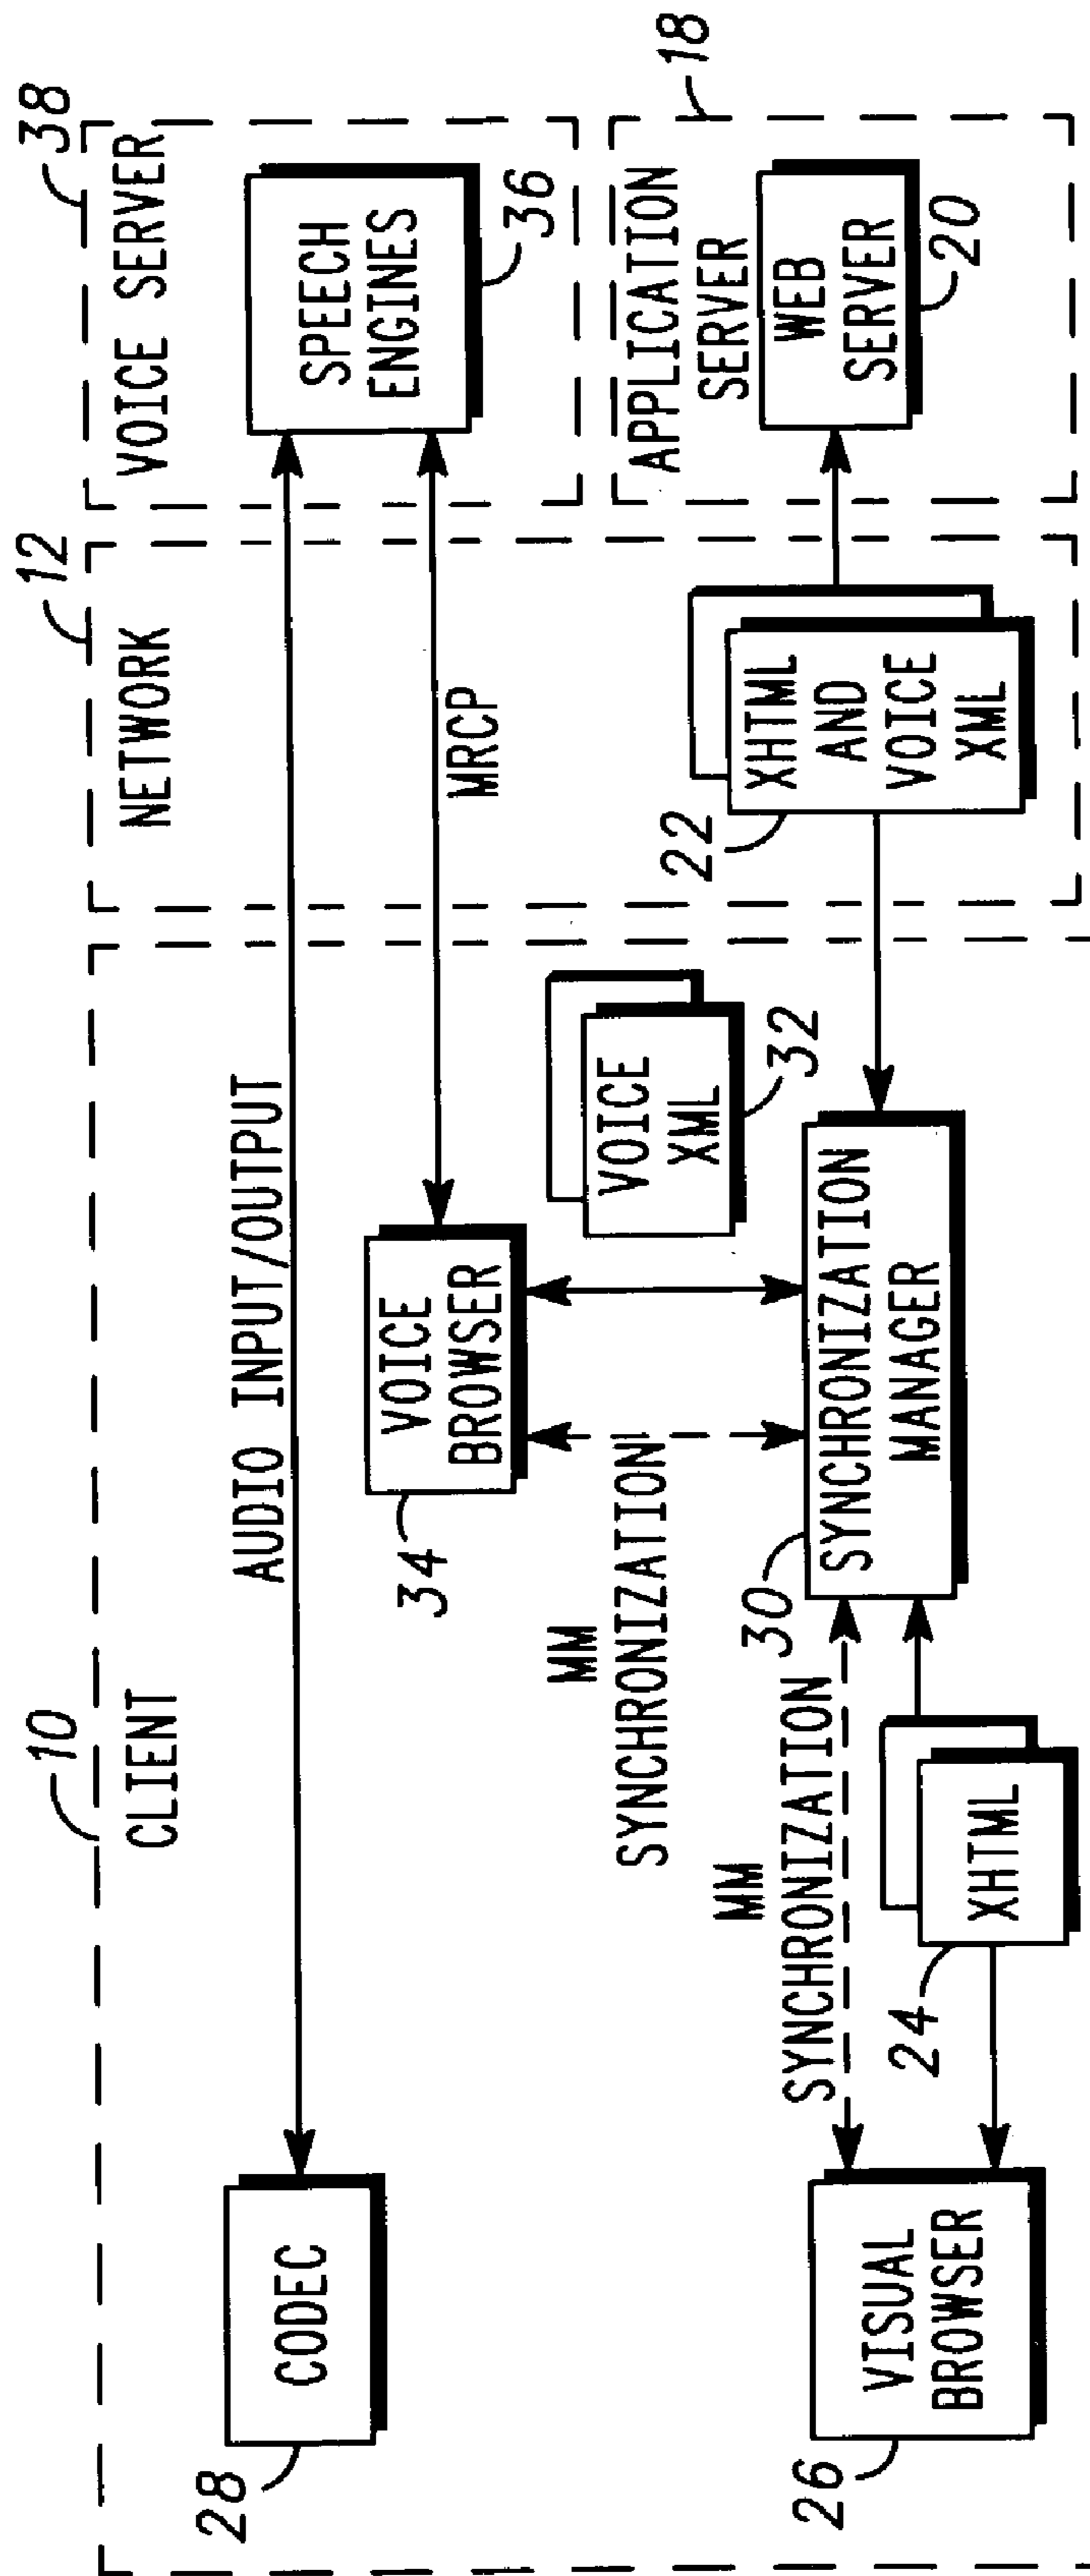 10
CLIENT
12
NETWORK
38
VOICE SERVER
28
CODEC
AUDIO INPUT/OUTPUT
SPEECH
ENGINES
36
34
VOICE
BROWSER
MRCP
MM
SYNCHRONIZATION
VOICE
XML
32
18
APPLICATION
SERVER
WEB
SERVER
20
22
XHTML
AND
VOICE
XML
30
SYNCHRONIZATION
MANAGER
MM
SYNCHRONIZATION
24
XHTML
26
VISUAL
BROWSER